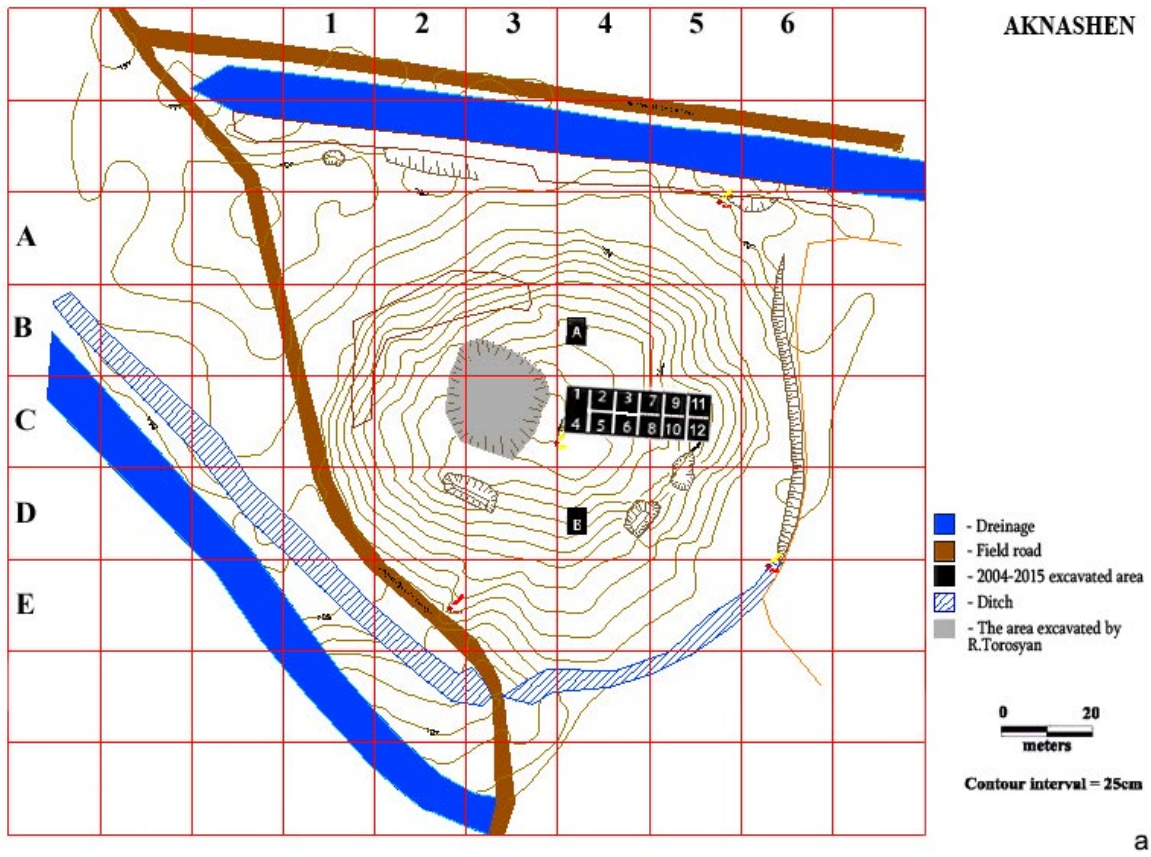 1 2 3 4 5 6
AKNASHEN
A
B
C
D
E
A
1 2 3 7 9 11
4 5 6 8 10 12
- Dreinage
- Field road
- 2004-2015 excavated area
- Ditch
- The area excavated by
R.Torosyan
0 20
meters
Contour interval = 25cm
a